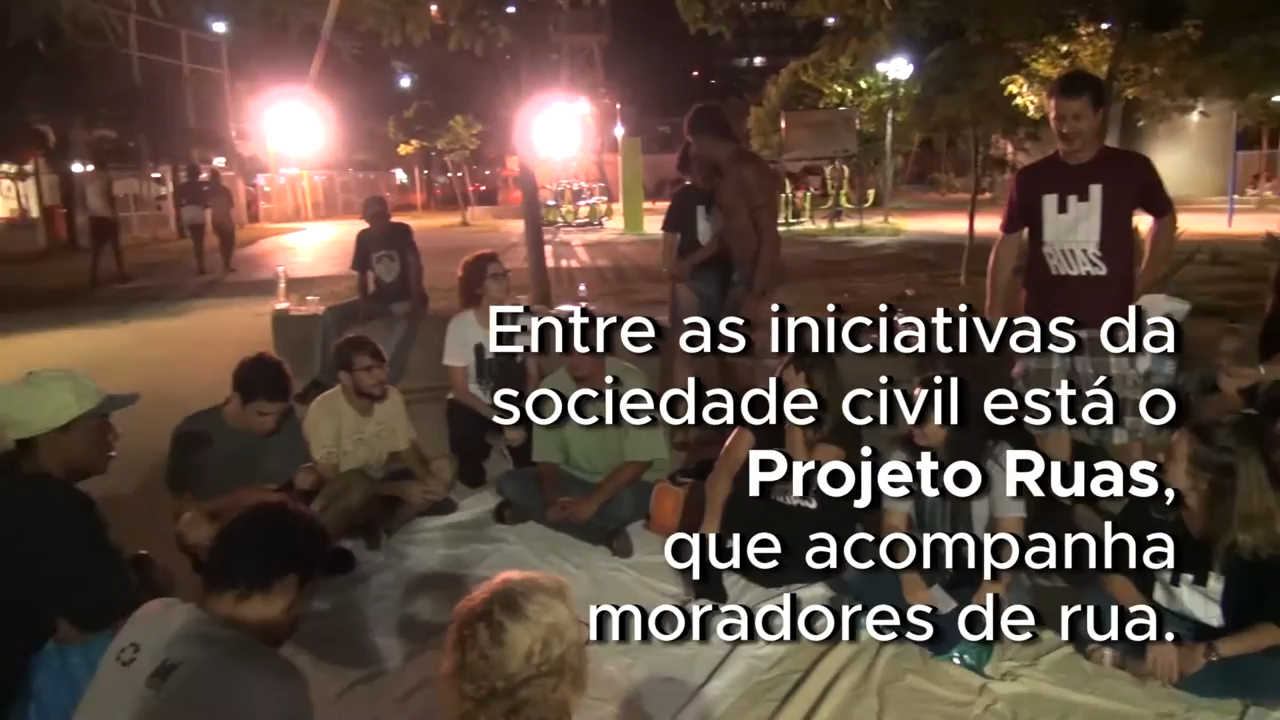 RUAS
Entre as iniciativas da
sociedade civil está o
Projeto Ruas,
que acompanha
moradores de rua.